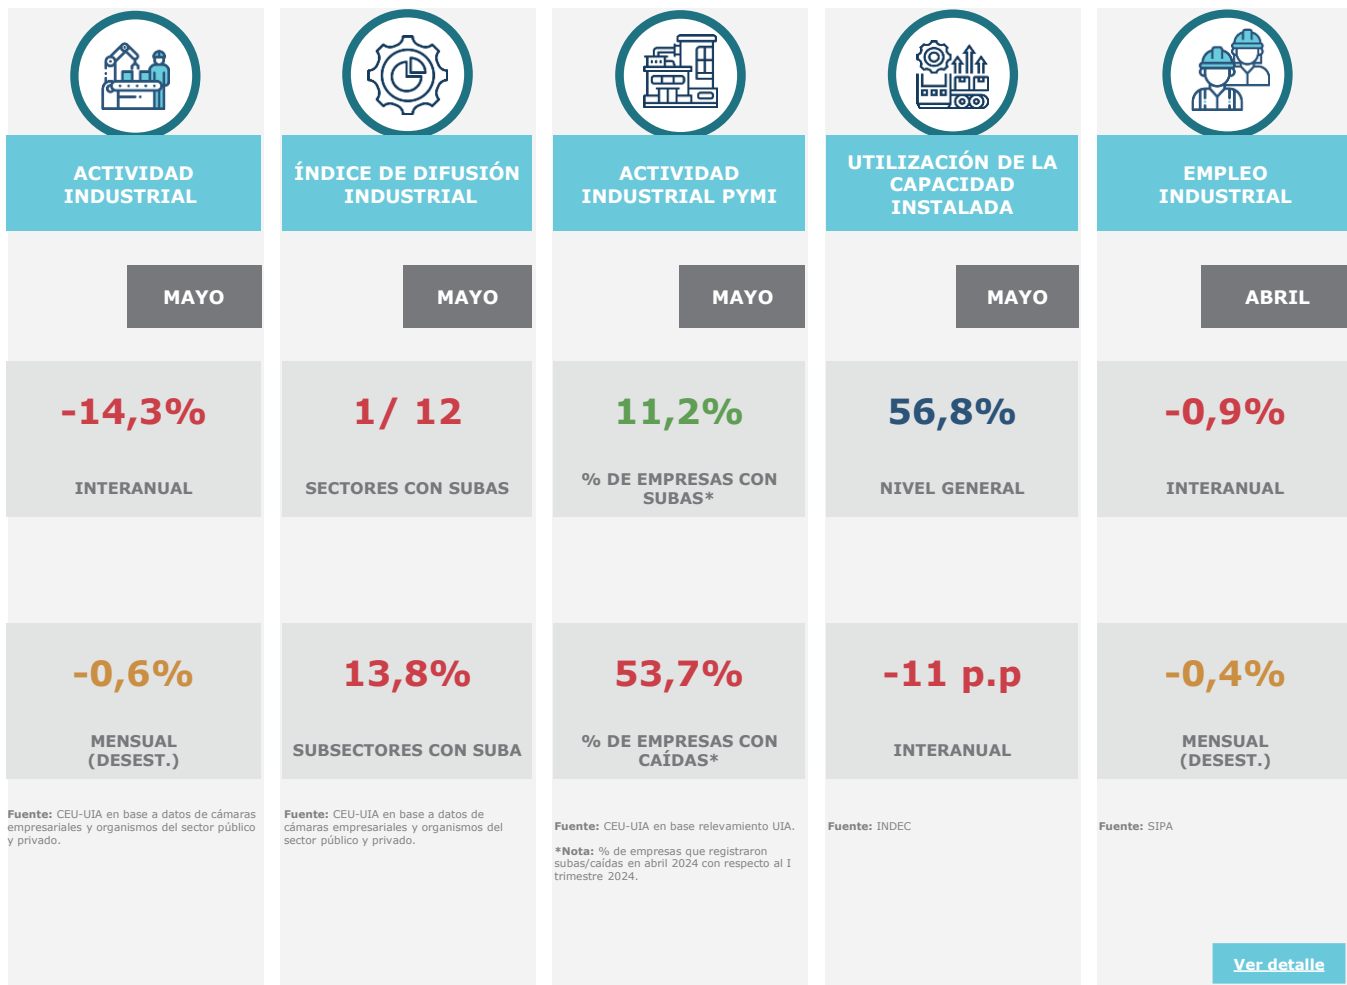 ACTIVIDAD
INDUSTRIAL
MAYO
-14,3%
INTERANUAL
-0,6%
MENSUAL
(DESEST.)
Fuente: CEU-UIA en base a datos de cámaras
empresariales y organismos del sector público
y privado.
ÍNDICE DE DIFUSIÓN
INDUSTRIAL
MAYO
1/ 12
SECTORES CON SUBAS
13,8%
SUBSECTORES CON SUBA
Fuente: CEU-UIA en base a datos de
cámaras empresariales y organismos del
sector público y privado.
ACTIVIDAD
INDUSTRIAL PYMI
MAYO
11,2%
% DE EMPRESAS CON
SUBAS*
53,7%
% DE EMPRESAS CON
CAÍDAS*
Fuente: CEU-UIA en base relevamiento UIA.
*Nota: % de empresas que registraron
subas/caídas en abril 2024 con respecto al I
trimestre 2024.
UTILIZACIÓN DE LA
CAPACIDAD
INSTALADA
MAYO
56,8%
NIVEL GENERAL
-11 p.p
INTERANUAL
Fuente: INDEC
EMPLEO
INDUSTRIAL
ABRIL
-0,9%
INTERANUAL
-0,4%
MENSUAL
(DESEST.)
Fuente: SIPA
Ver detalle